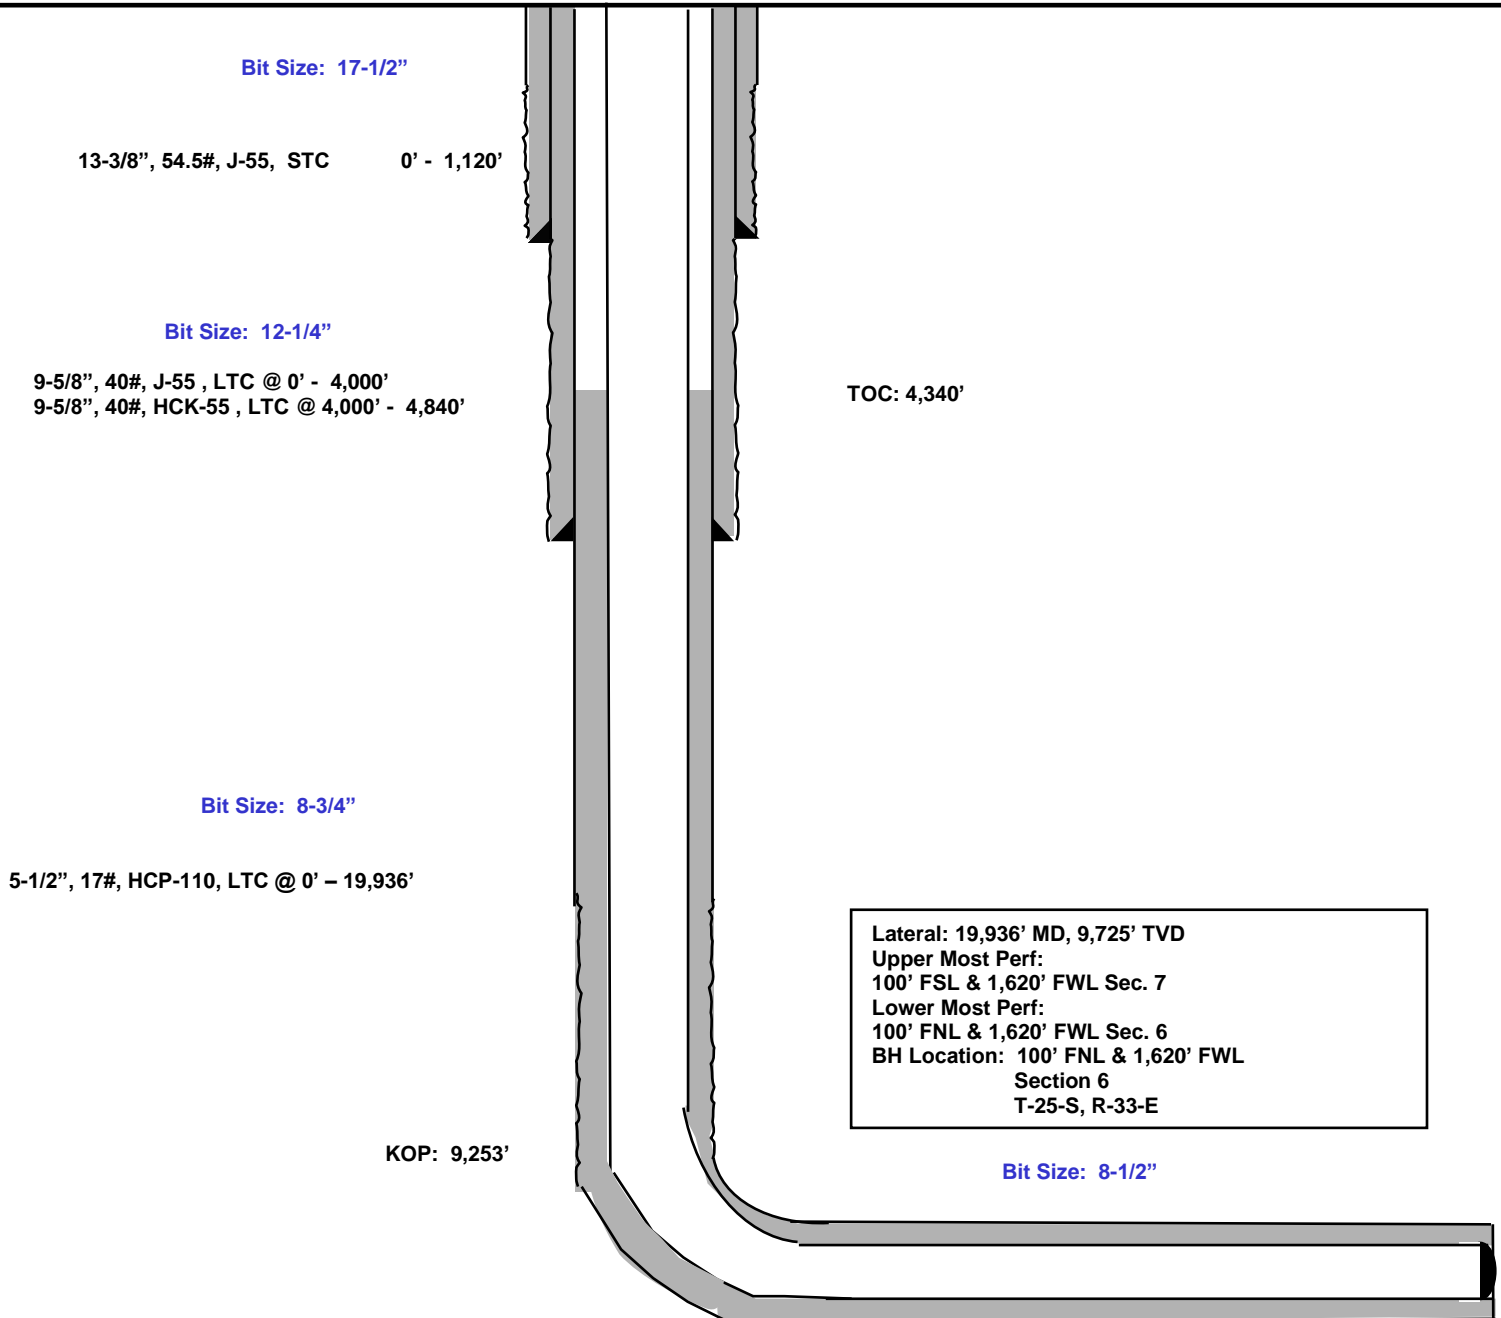 Bit Size: 17-1/2”
13-3/8”, 54.5#, J-55, STC 0’ - 1,120’
Bit Size: 12-1/4”
9-5/8”, 40#, J-55 , LTC @ 0’ - 4,000’
9-5/8”, 40#, HCK-55 , LTC @ 4,000’ - 4,840’
TOC: 4,340’
Bit Size: 8-3/4”
5-1/2”, 17#, HCP-110, LTC @ 0’ – 19,936’
Lateral: 19,936’ MD, 9,725’ TVD
Upper Most Perf:
100’ FSL & 1,620’ FWL Sec. 7
Lower Most Perf:
100’ FNL & 1,620’ FWL Sec. 6
BH Location: 100’ FNL & 1,620’ FWL
Section 6
T-25-S, R-33-E
KOP: 9,253’
Bit Size: 8-1/2”